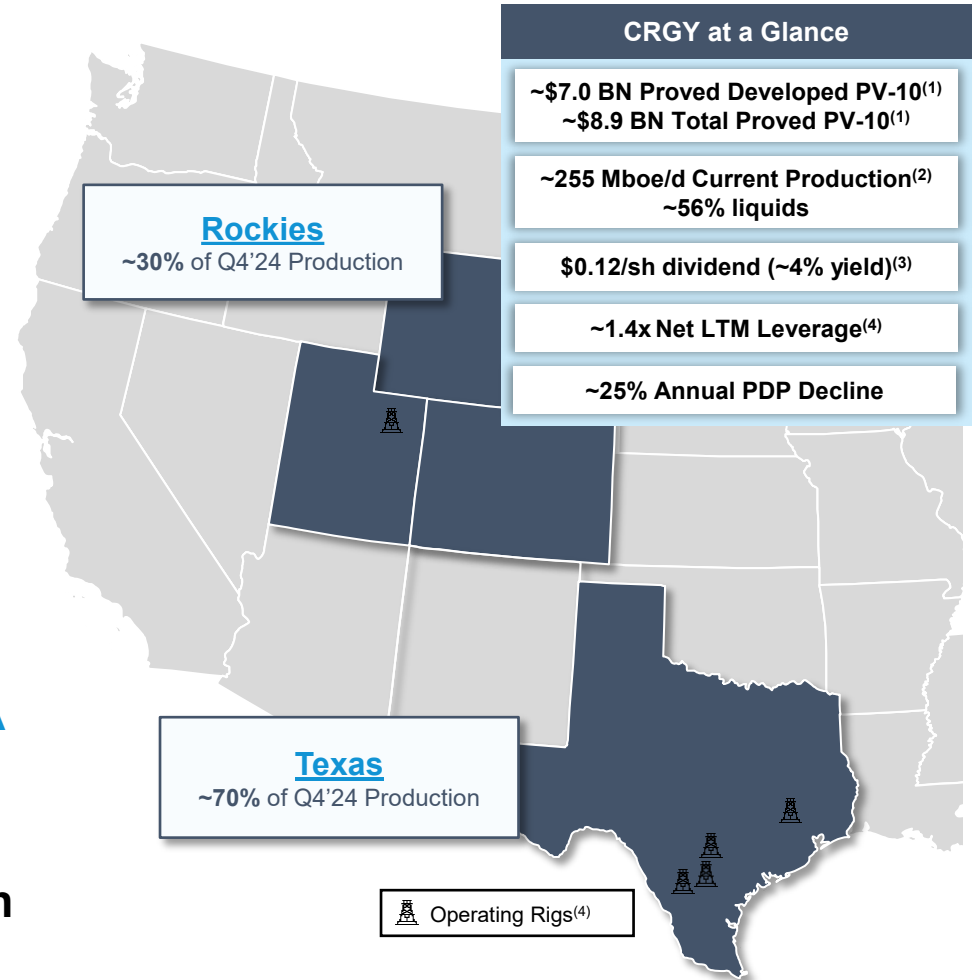 CRGY at a Glance
~$7.0 BN Proved Developed PV-10(1)
~$8.9 BN Total Proved PV-10(1)
~255 Mboe/d Current Production(2)
~56% liquids
$0.12/sh dividend (~4% yield)(3)
~1.4x Net LTM Leverage(4)
~25% Annual PDP Decline
Rockies
~30% of Q4’24 Production
Texas
~70% of Q4’24 Production
Operating Rigs(4)